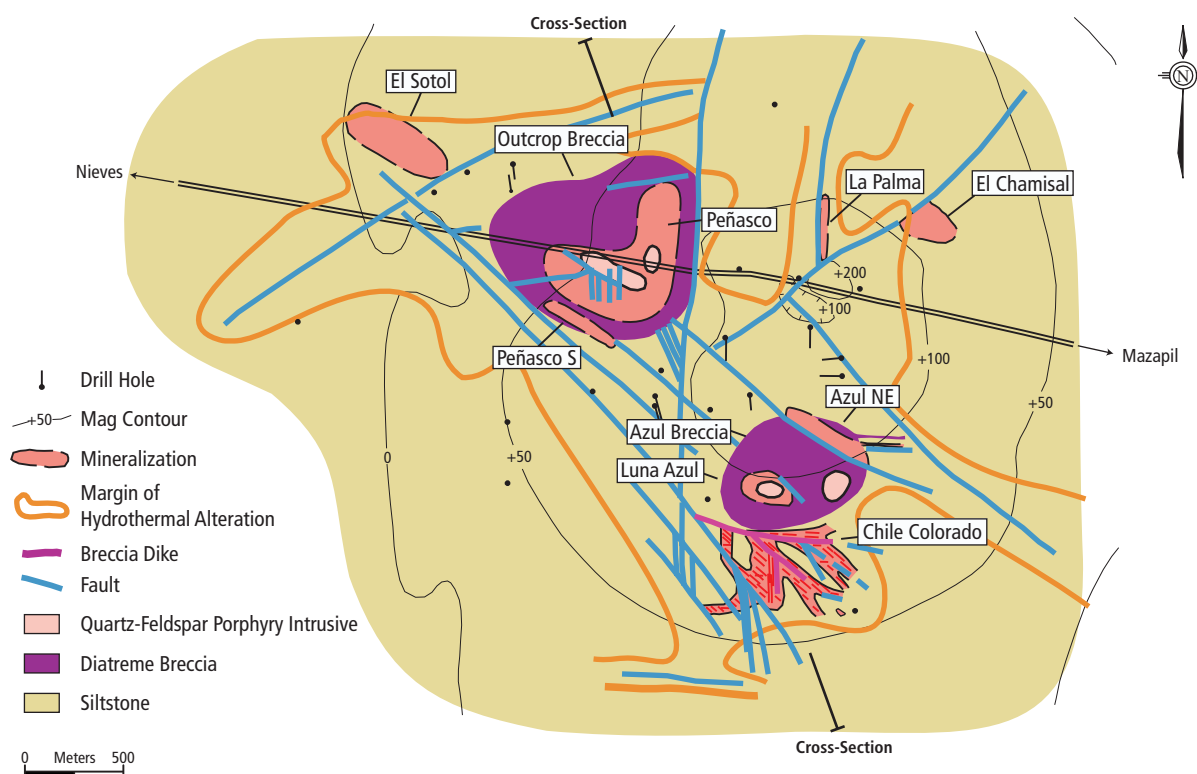 Cross-Section
El Sotol
N
Outcrop Breccia
Nieves
La Palma
El Chamisal
Peñasco
+200
+100
Peñasco S
Mazapil
+100
Drill Hole
Azul NE
+50
+50 Mag Contour
Azul Breccia
0
+50
Mineralization
Luna Azul
Margin of
Hydrothermal Alteration
Chile Colorado
Breccia Dike
Fault
Quartz-Feldspar Porphyry Intrusive
Diatreme Breccia
Siltstone
Cross-Section
0 Meters 500